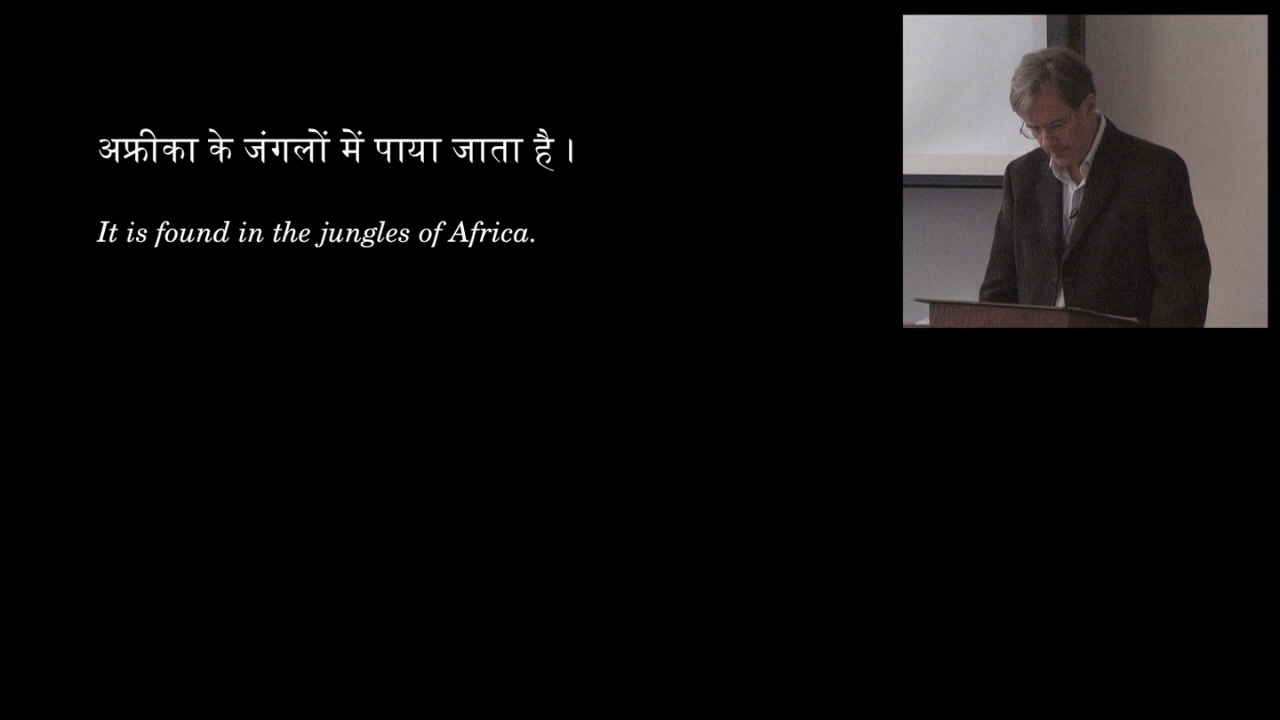 अफ्रीका के जंगलों में पाया जाता है ।
It is found in the jungles of Africa.